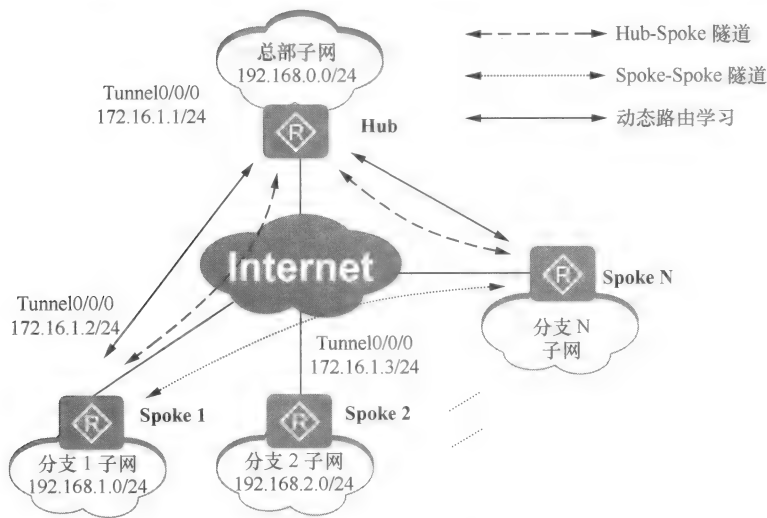 总部子网
192.168.0.0/24
Hub-Spoke 隧道
Spoke-Spoke 隧道
动态路由学习
Tunnel0/0/0
172.16.1.1/24
R
Hub
Internet
R
Spoke N
分支 N
子网
Tunnel0/0/0
172.16.1.2/24
Tunnel0/0/0
172.16.1.3/24
R
Spoke 1
R
Spoke 2
分支 1 子网
192.168.1.0/24
分支 2 子网
192.168.2.0/24